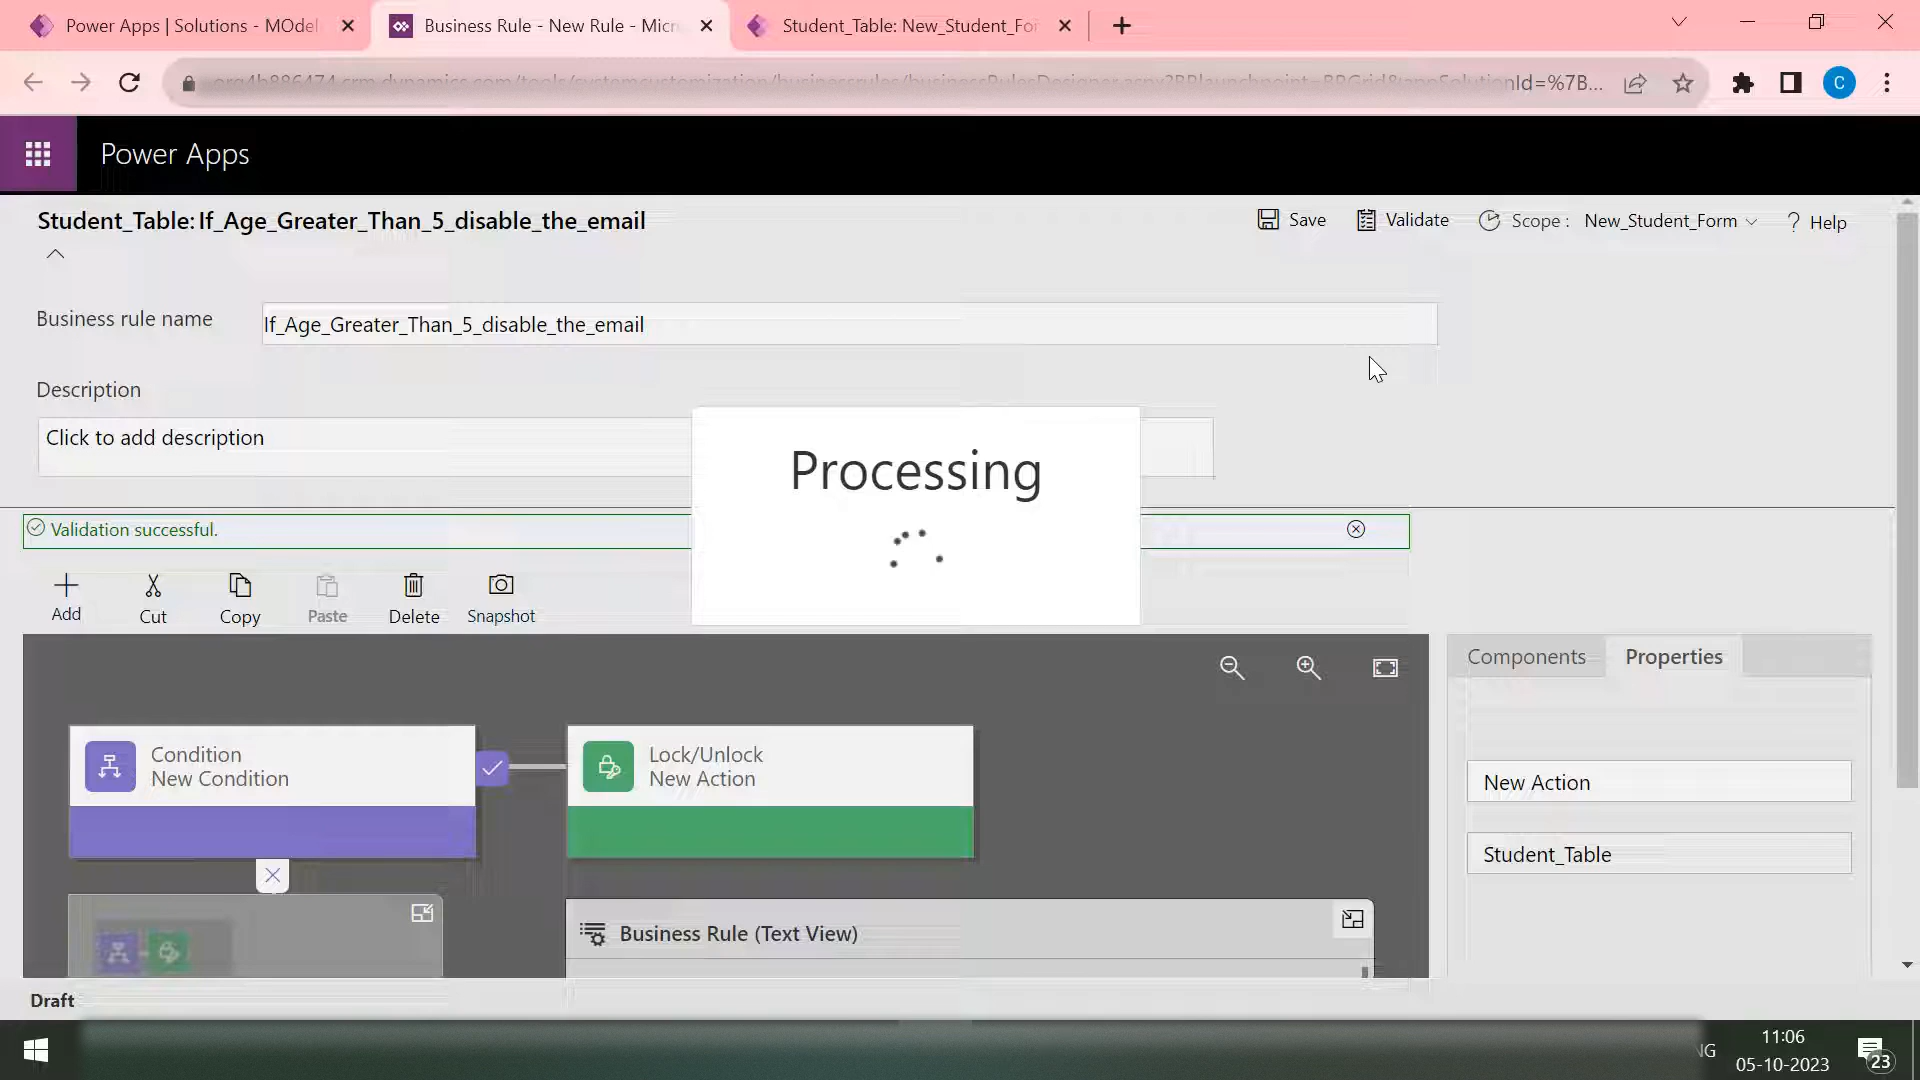 Power Apps | Solutions - MOdel
Business Rule - New Rule - Micr
Student_Table: New_Student_For
C
Power Apps
Student_Table: If_Age_Greater_Than_5_disable_the_email
Save
Validate
Scope :
New_Student_Form
? Help
Business rule name
If_Age_Greater_Than_5_disable_the_email
Description
Click to add description
Processing
Validation successful.
Add
Cut
Copy
Paste
Delete
Snapshot
Components
Properties
Condition
New Condition
Lock/Unlock
New Action
New Action
Student_Table
Business Rule (Text View)
Draft
11:06
05-10-2023
23